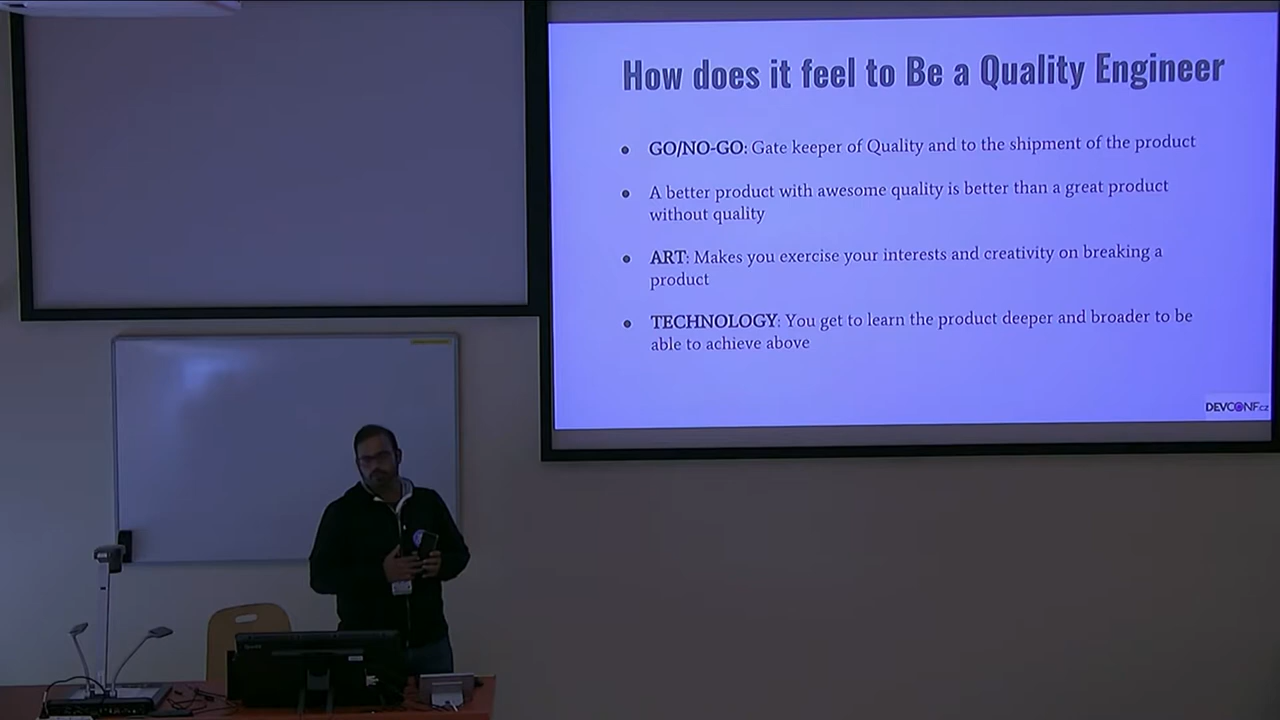 How does it feel to Be a Quality Engineer
GO/NO-GO: Gate keeper of Quality and to the shipment of the product
A better product with awesome quality is better than a great product
without quality
ART: Makes you exercise your interests and creativity on breaking a
product
TECHNOLOGY: You get to learn the product deeper and broader to be
able to achieve above
DEVCONF.cz